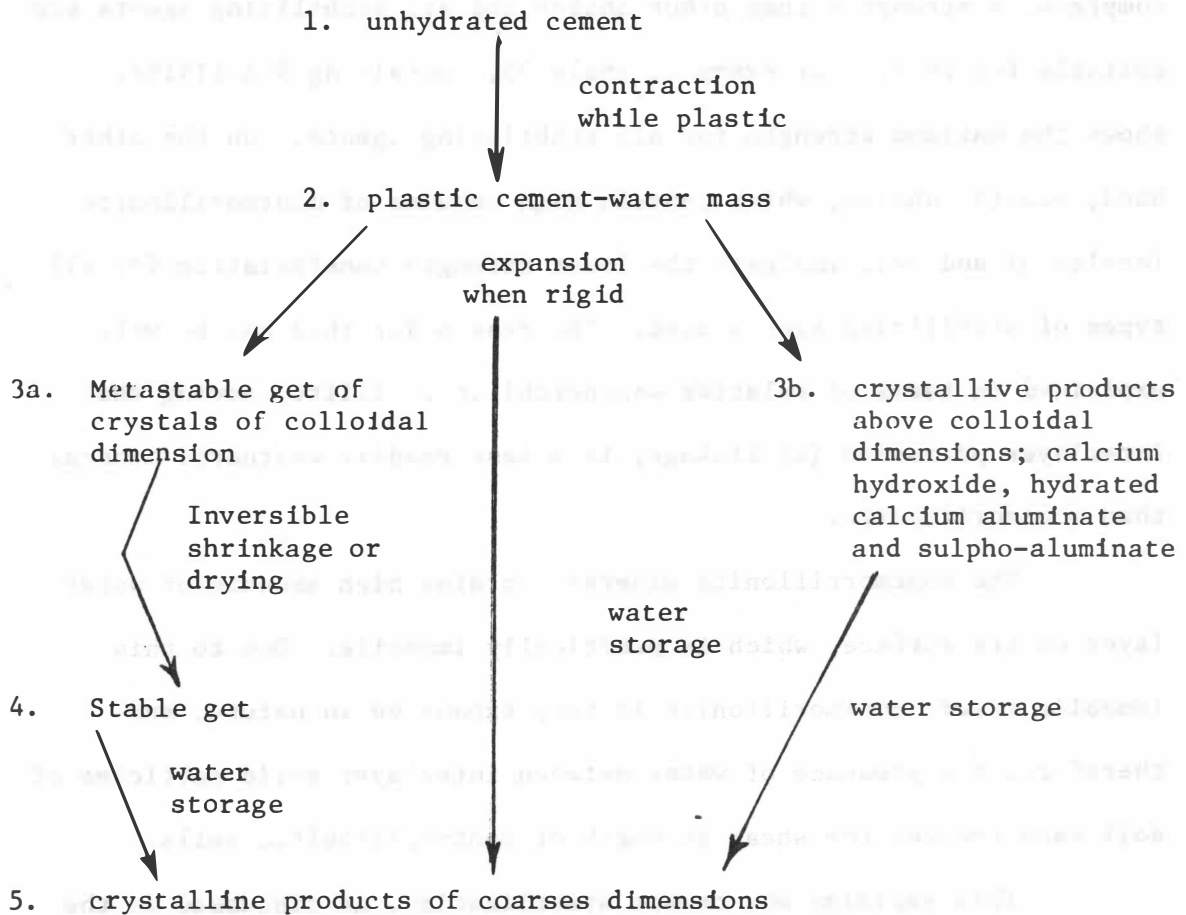 1. unhydrated cement
contraction
while plastic
2. plastic cement-water mass
expansion
when rigid
3a. Metastable get of
crystals of colloidal
dimension
3b. crystallive products
above colloidal
dimensions; calcium
hydroxide, hydrated
calcium aluminate
and sulpho-aluminate
Inversible
shrinkage or
drying
water
storage
4. Stable get
water storage
water
storage
5. crystalline products of coarses dimensions